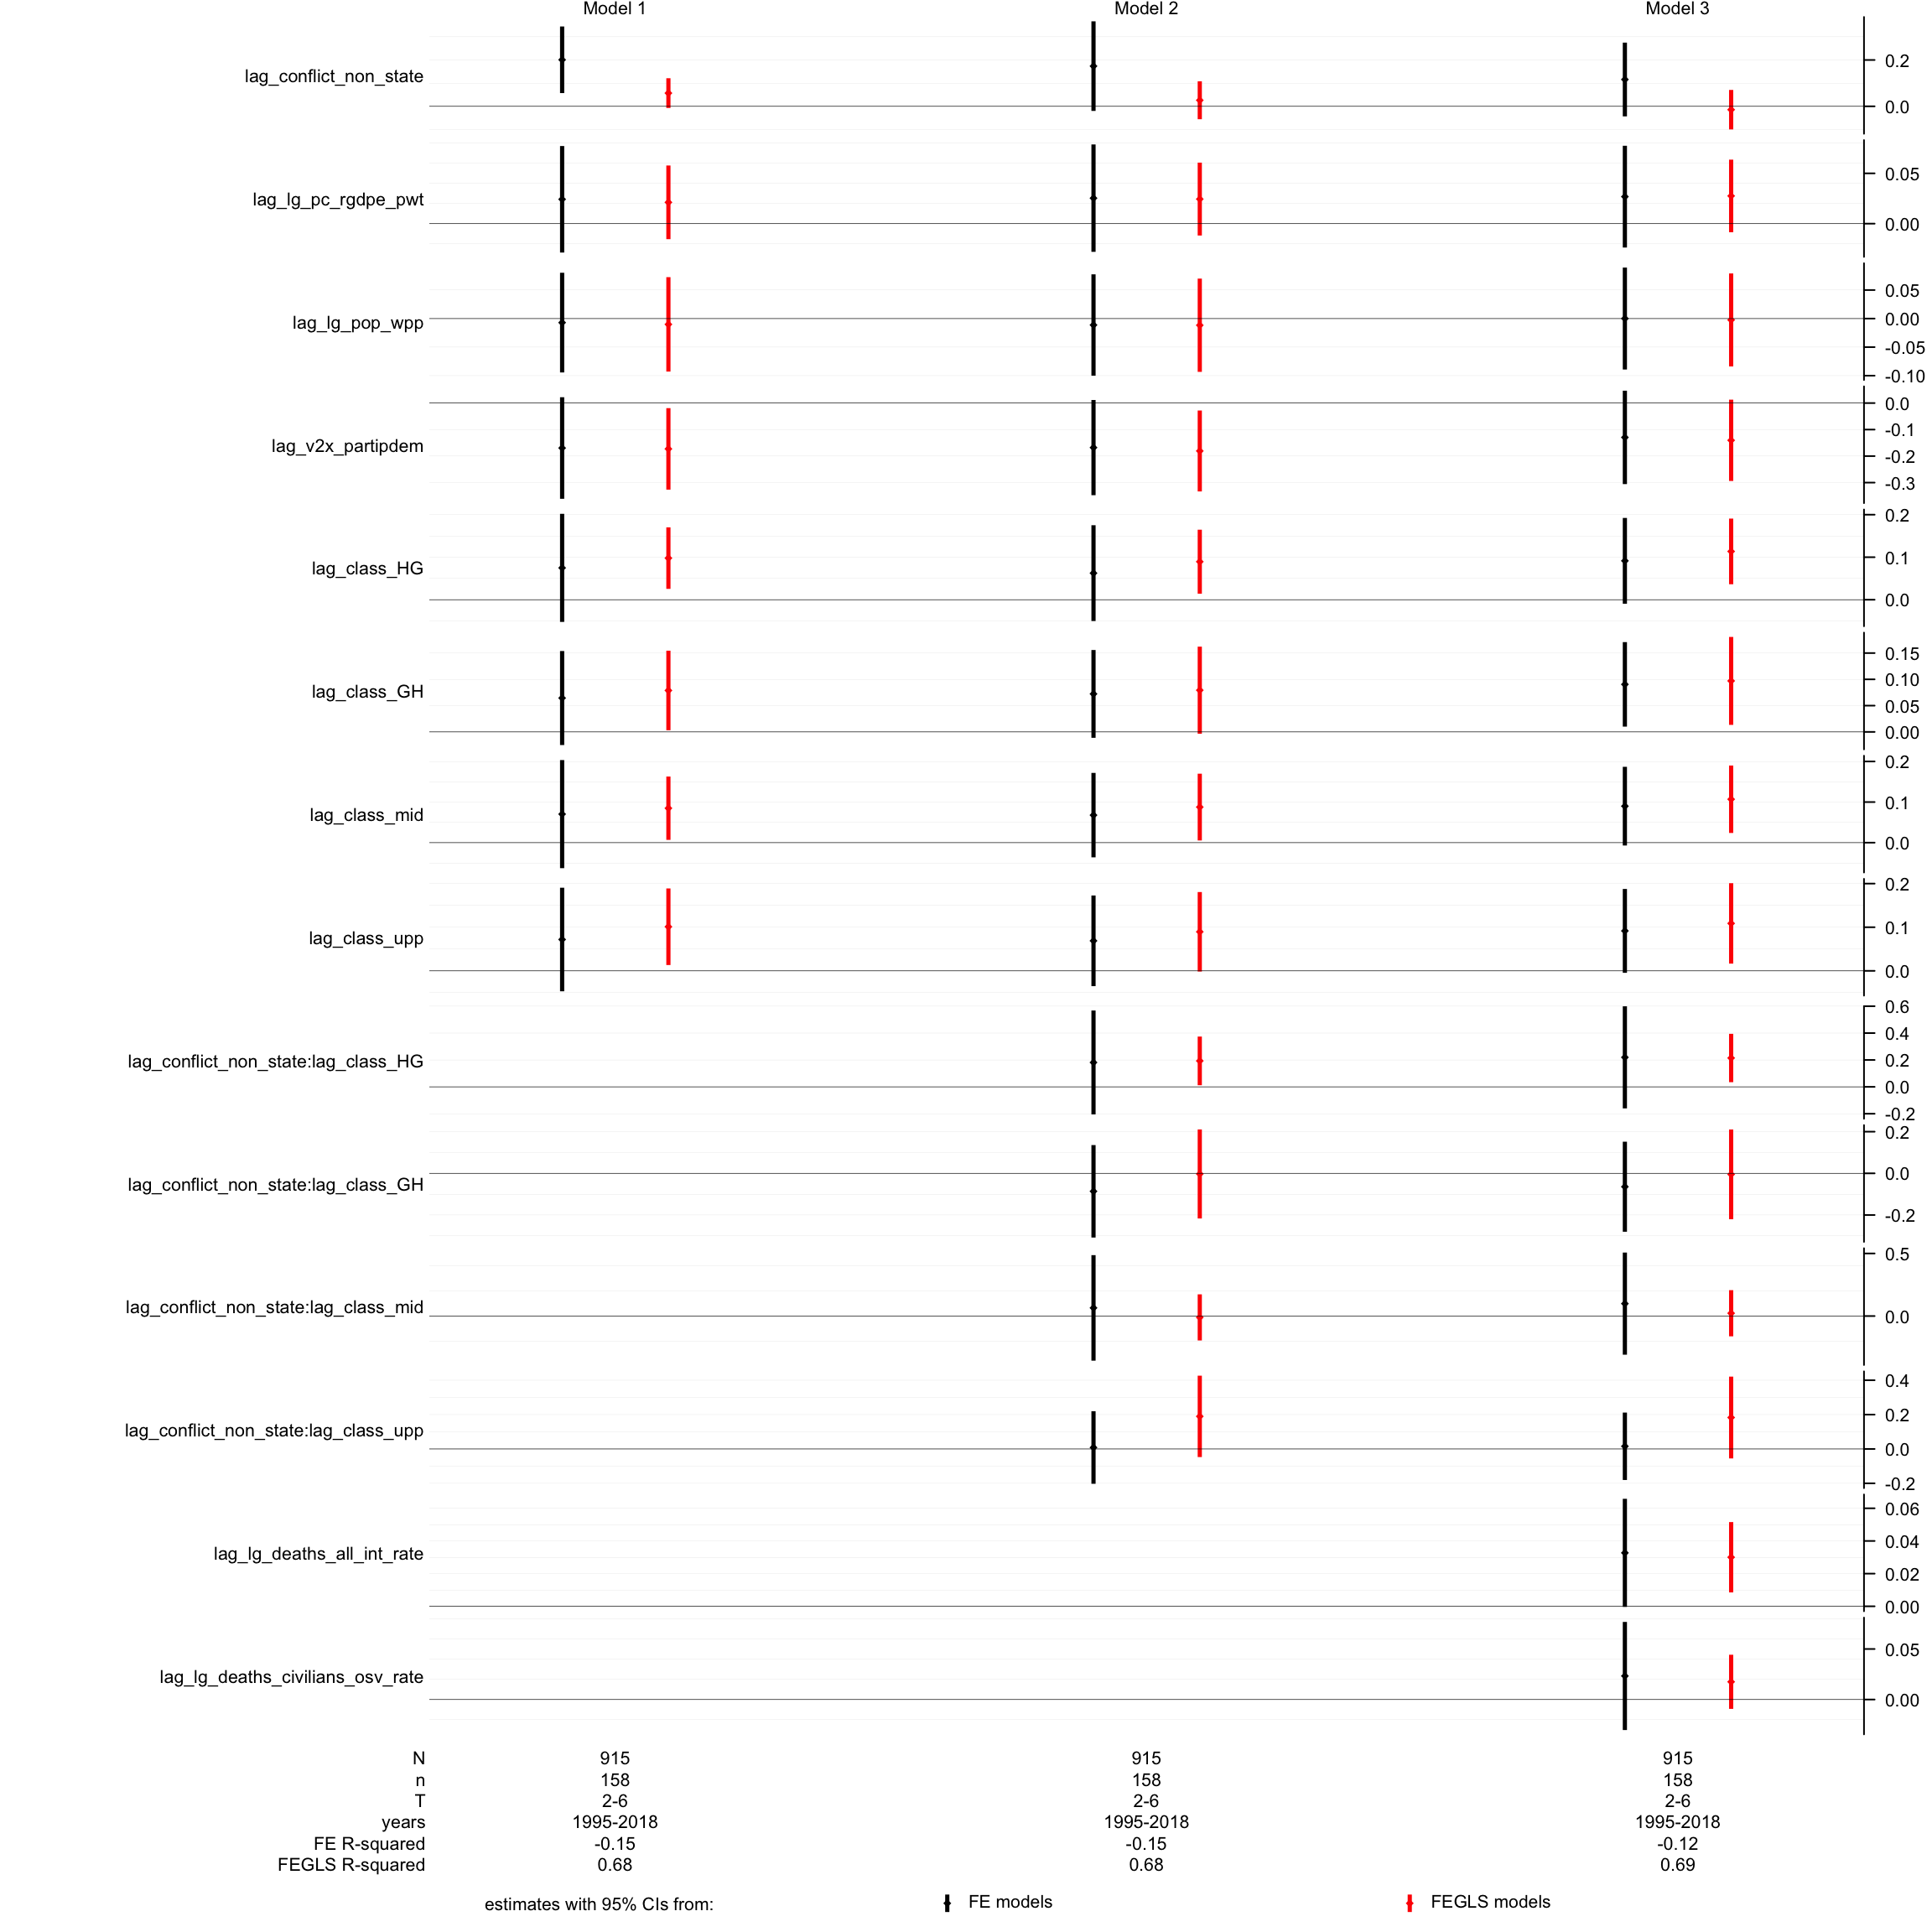 Model 1 Model 2 Model 3
lag_conflict_non_state
0.2
0.0
lag_lg_pc_rgdpe_pwt
0.05
0.00
lag_lg_pop_wpp
0.05
0.00
-0.05
-0.10
lag_v2x_partipdem
0.0
-0.1
-0.2
-0.3
lag_class_HG
0.2
0.1
0.0
lag_class_GH
0.15
0.10
0.05
0.00
lag_class_mid
0.2
0.1
0.0
lag_class_upp
0.2
0.1
0.0
lag_conflict_non_state:lag_class_HG
0.6
0.4
0.2
0.0
-0.2
lag_conflict_non_state:lag_class_GH
0.2
0.0
-0.2
lag_conflict_non_state:lag_class_mid
0.5
0.0
lag_conflict_non_state:lag_class_upp
0.4
0.2
0.0
-0.2
lag_lg_deaths_all_int_rate
0.06
0.04
0.02
0.00
lag_lg_deaths_civilians_osv_rate
0.05
0.00
N 915 915 915
n 158 158 158
T 2-6 2-6 2-6
years 1995-2018 1995-2018 1995-2018
FE R-squared -0.15 -0.15 -0.12
FEGLS R-squared 0.68 0.68 0.69
estimates with 95% CIs from: FE models FEGLS models